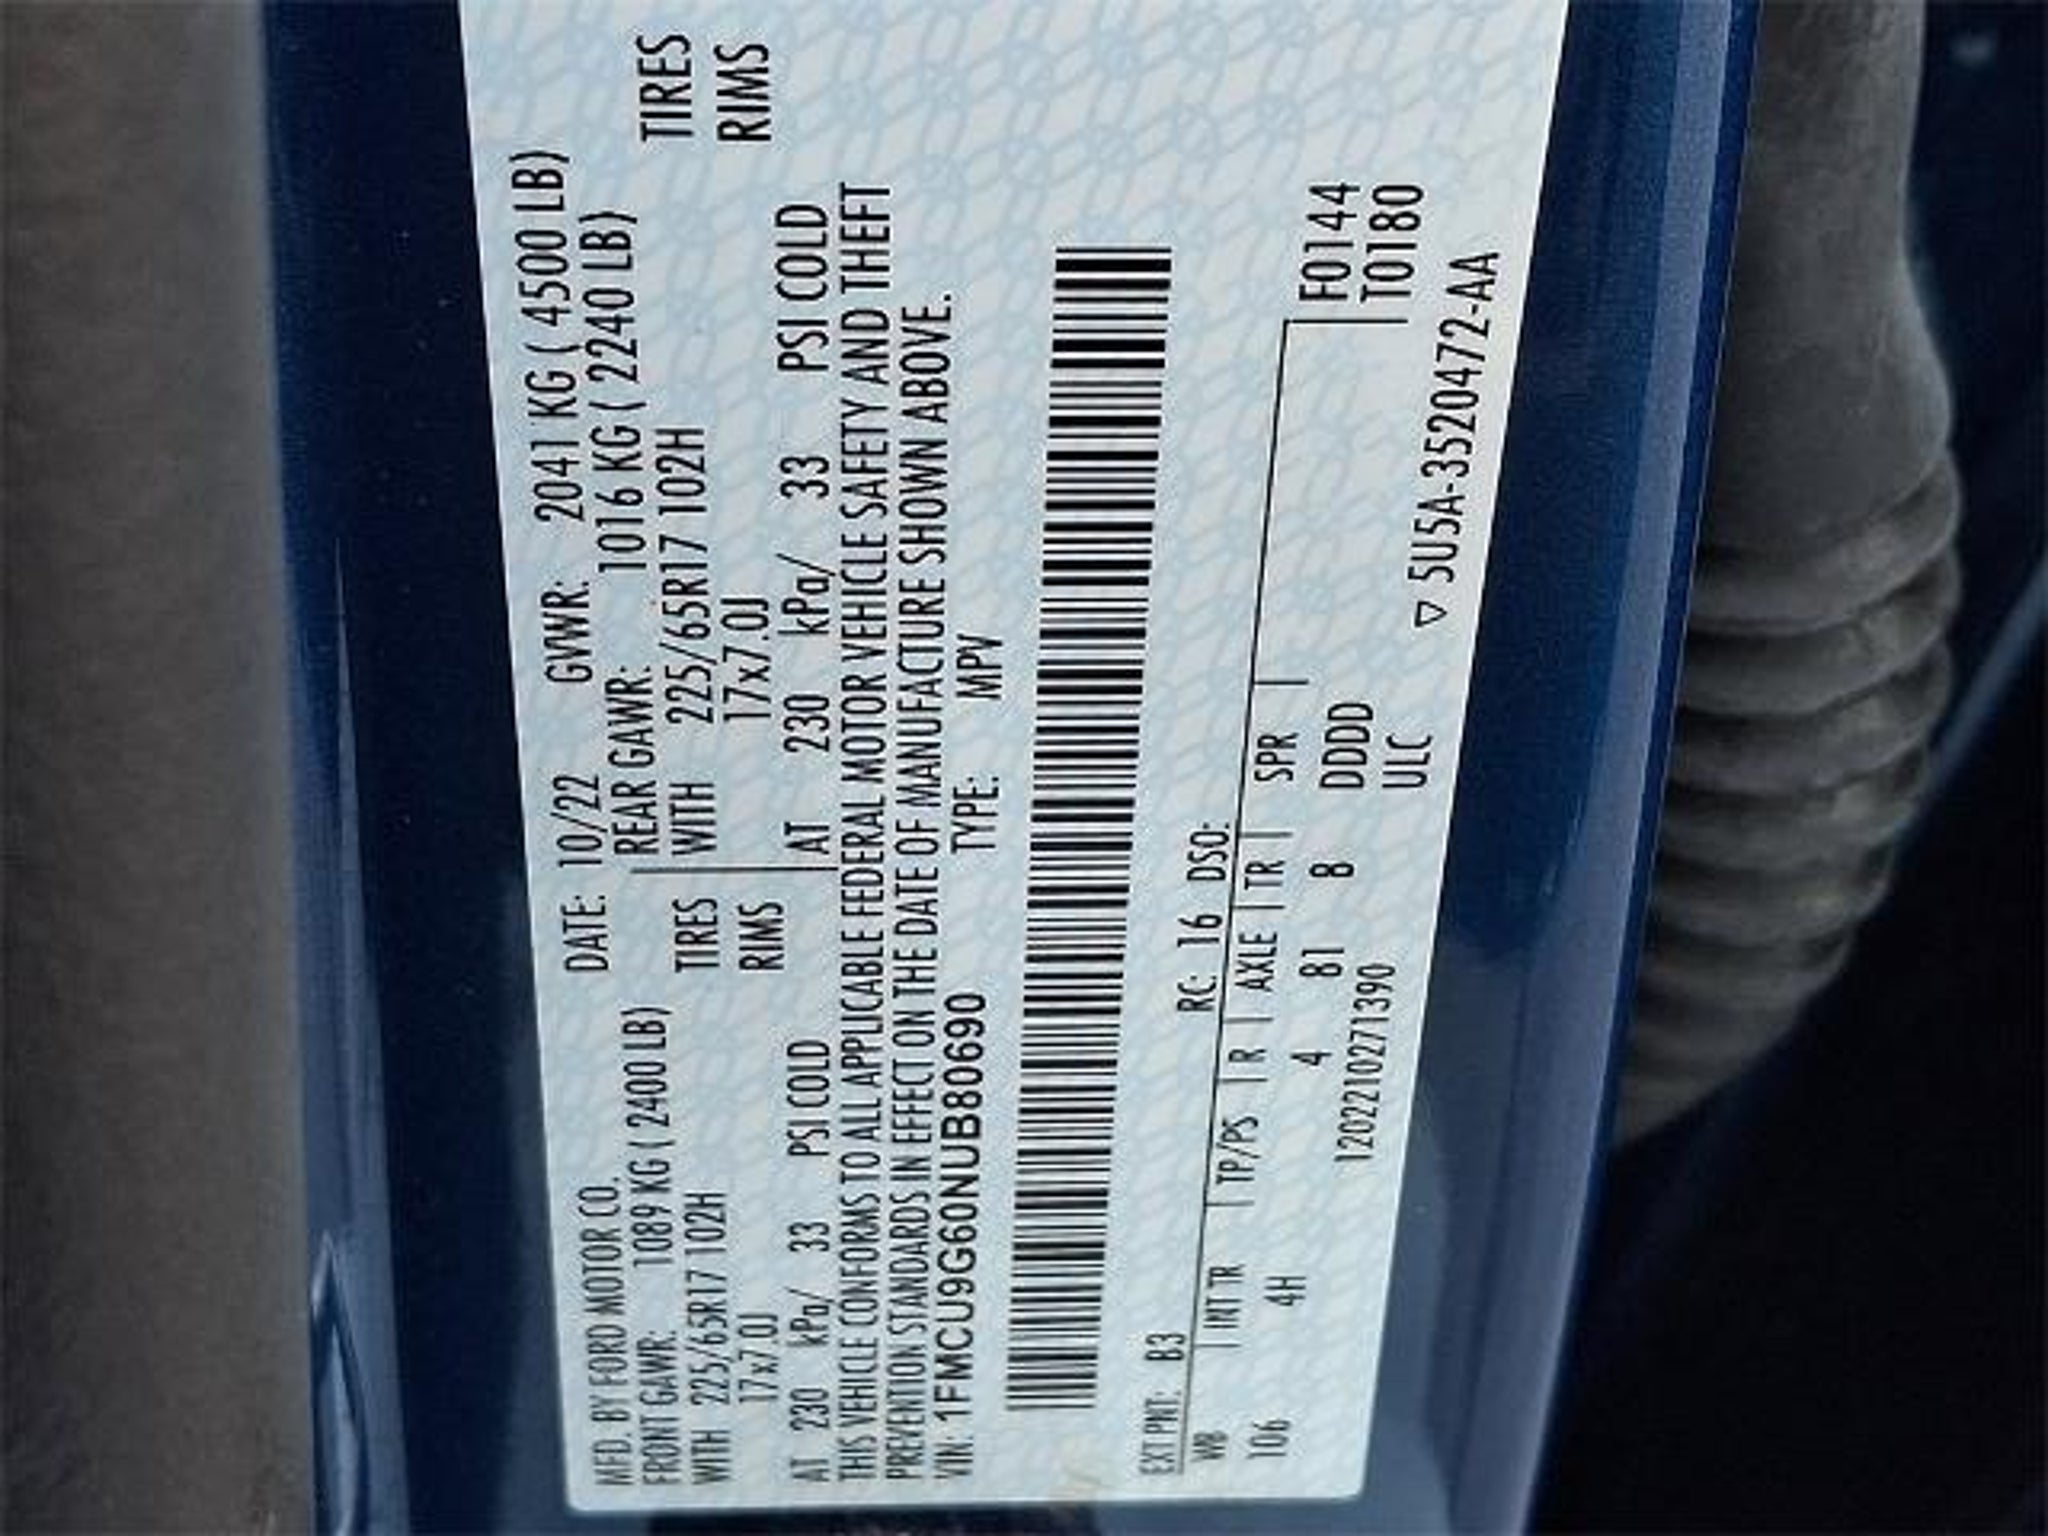 MFD. BY FORD MOTOR CO. DATE: 10/22 GVWR: 2041 KG ( 4500 LB)
FRONT GAWR: 1089 KG ( 2400 LB) REAR GAWR: 1016 KG ( 2240 LB)
WITH 225/65R17 102H TIRES WITH 225/65R17 102H TIRES
17x7.0J RIMS 17x7.0J RIMS
AT 230 kPa/ 33 PSI COLD AT 230 kPa/ 33 PSI COLD
THIS VEHICLE CONFORMS TO ALL APPLICABLE FEDERAL MOTOR VEHICLE SAFETY AND THEFT
PREVENTION STANDARDS IN EFFECT ON THE DATE OF MANUFACTURE SHOWN ABOVE.
VIN: 1FMCU9G60NUB80690 TYPE: MPV
EXT PNT: B3 RC: 16 DSO:
WB | INT TR | TP/PS | R | AXLE | TR | SPR | F0144
106 4H 4 81 8 DDDD T0180
120221027139​0 ULC
▽ 5U5A-3520472-AA